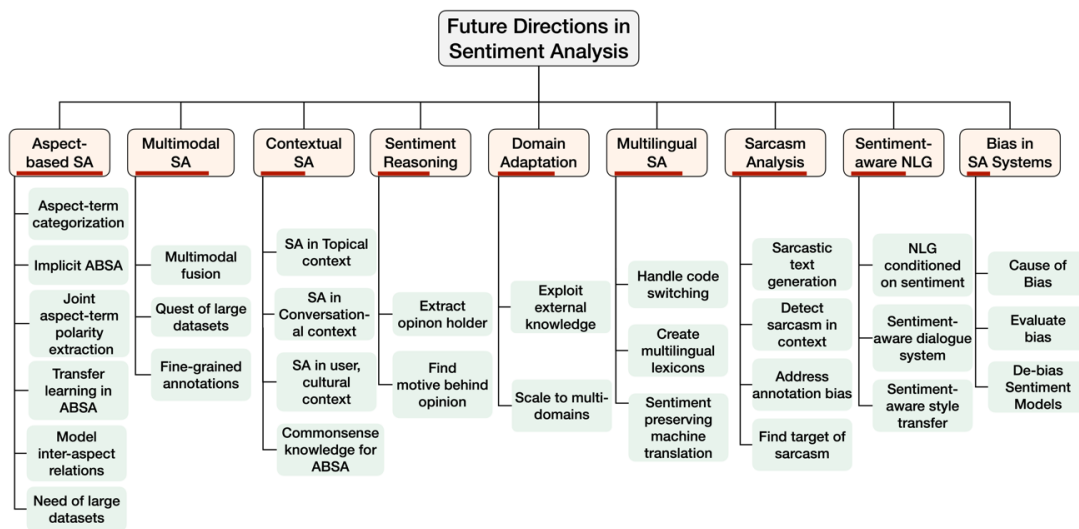 Future Directions in
Sentiment Analysis
Aspect-
based SA
Multimodal
SA
Contextual
SA
Sentiment
Reasoning
Domain
Adaptation
Multilingual
SA
Sarcasm
Analysis
Sentiment-
aware NLG
Bias in
SA Systems
Aspect-term
categorization
Implicit ABSA
Joint
aspect-term
polarity
extraction
Transfer
learning in
ABSA
Model
inter-aspect
relations
Need of large
datasets
Multimodal
fusion
Quest of large
datasets
Fine-grained
annotations
SA in Topical
context
SA in
Conversation-
al context
SA in user,
cultural
context
Commonsense
knowledge for
ABSA
Extract
opinon holder
Find
motive behind
opinion
Exploit
external
knowledge
Scale to multi-
domains
Handle code
switching
Create
multilingual
lexicons
Sentiment
preserving
machine
translation
Sarcastic
text
generation
Detect
sarcasm in
context
Address
annotation bias
Find target of
sarcasm
NLG
conditioned
on sentiment
Sentiment-
aware dialogue
system
Sentiment-
aware style
transfer
Cause of
Bias
Evaluate
bias
De-bias
Sentiment
Models